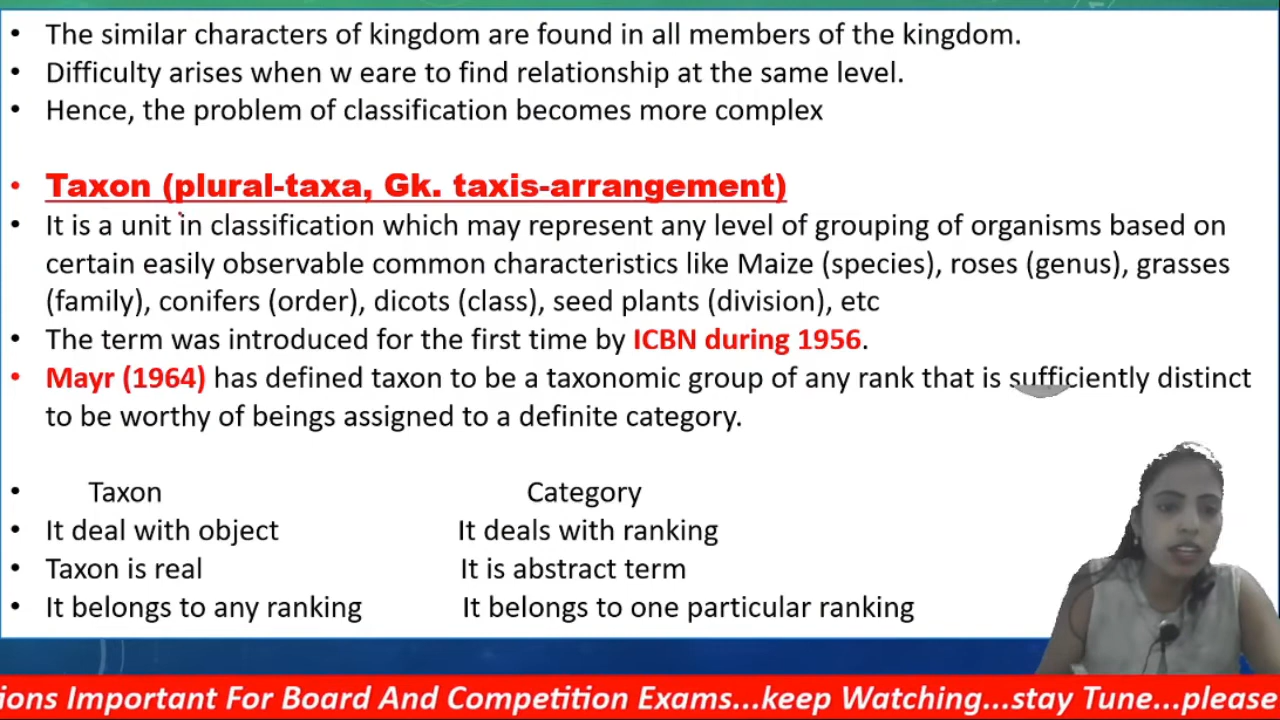 • The similar characters of kingdom are found in all members of the kingdom.
• Difficulty arises when w eare to find relationship at the same level.
• Hence, the problem of classification becomes more complex
• Taxon (plural-taxa, Gk. taxis-arrangement)
• It is a unit in classification which may represent any level of grouping of organisms based on
certain easily observable common characteristics like Maize (species), roses (genus), grasses
(family), conifers (order), dicots (class), seed plants (division), etc
• The term was introduced for the first time by ICBN during 1956.
• Mayr (1964) has defined taxon to be a taxonomic group of any rank that is sufficiently distinct
to be worthy of beings assigned to a definite category.
• Taxon Category
• It deal with object It deals with ranking
• Taxon is real It is abstract term
• It belongs to any ranking It belongs to one particular ranking
Important For Board And Competition Exams...keep Watching...stay Tune...please